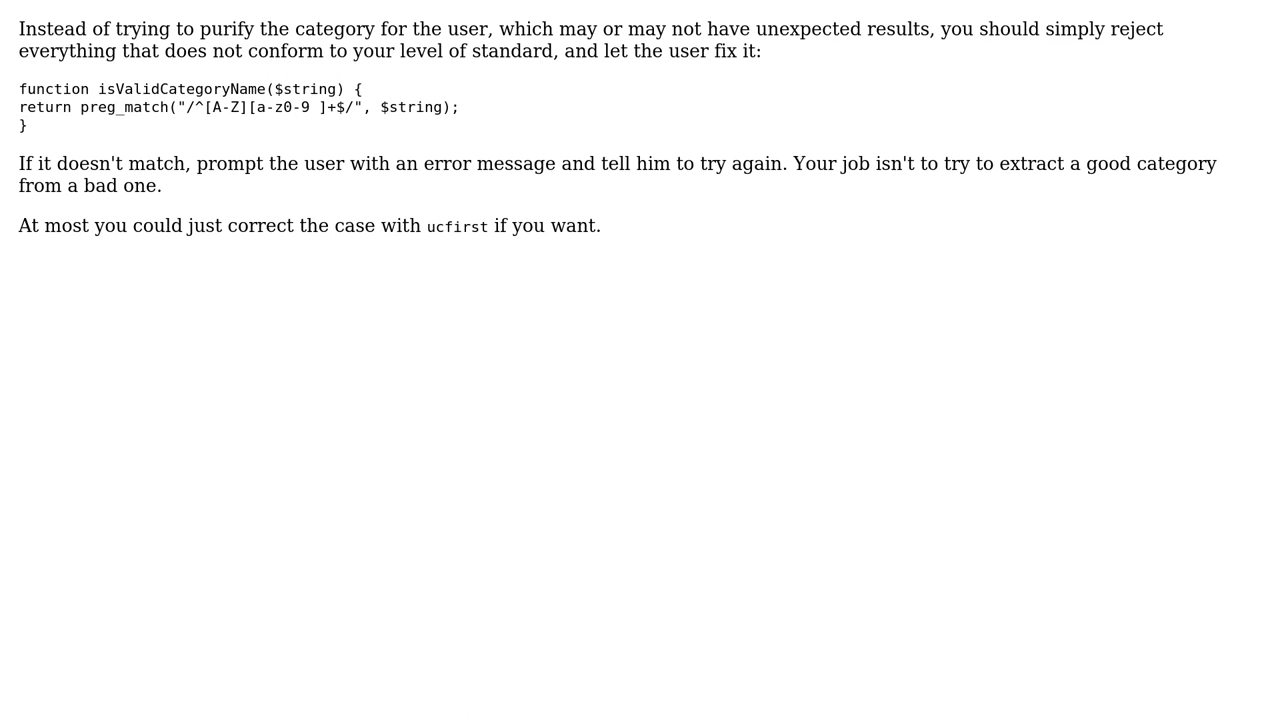 Instead of trying to purify the category for the user, which may or may not have unexpected results, you should simply reject
everything that does not conform to your level of standard, and let the user fix it:
function isValidCategoryName($string) {
return preg_match("/^[A-Z][a-z0-9 ]+$/", $string);
}
If it doesn't match, prompt the user with an error message and tell him to try again. Your job isn't to try to extract a good category
from a bad one.
At most you could just correct the case with ucfirst if you want.